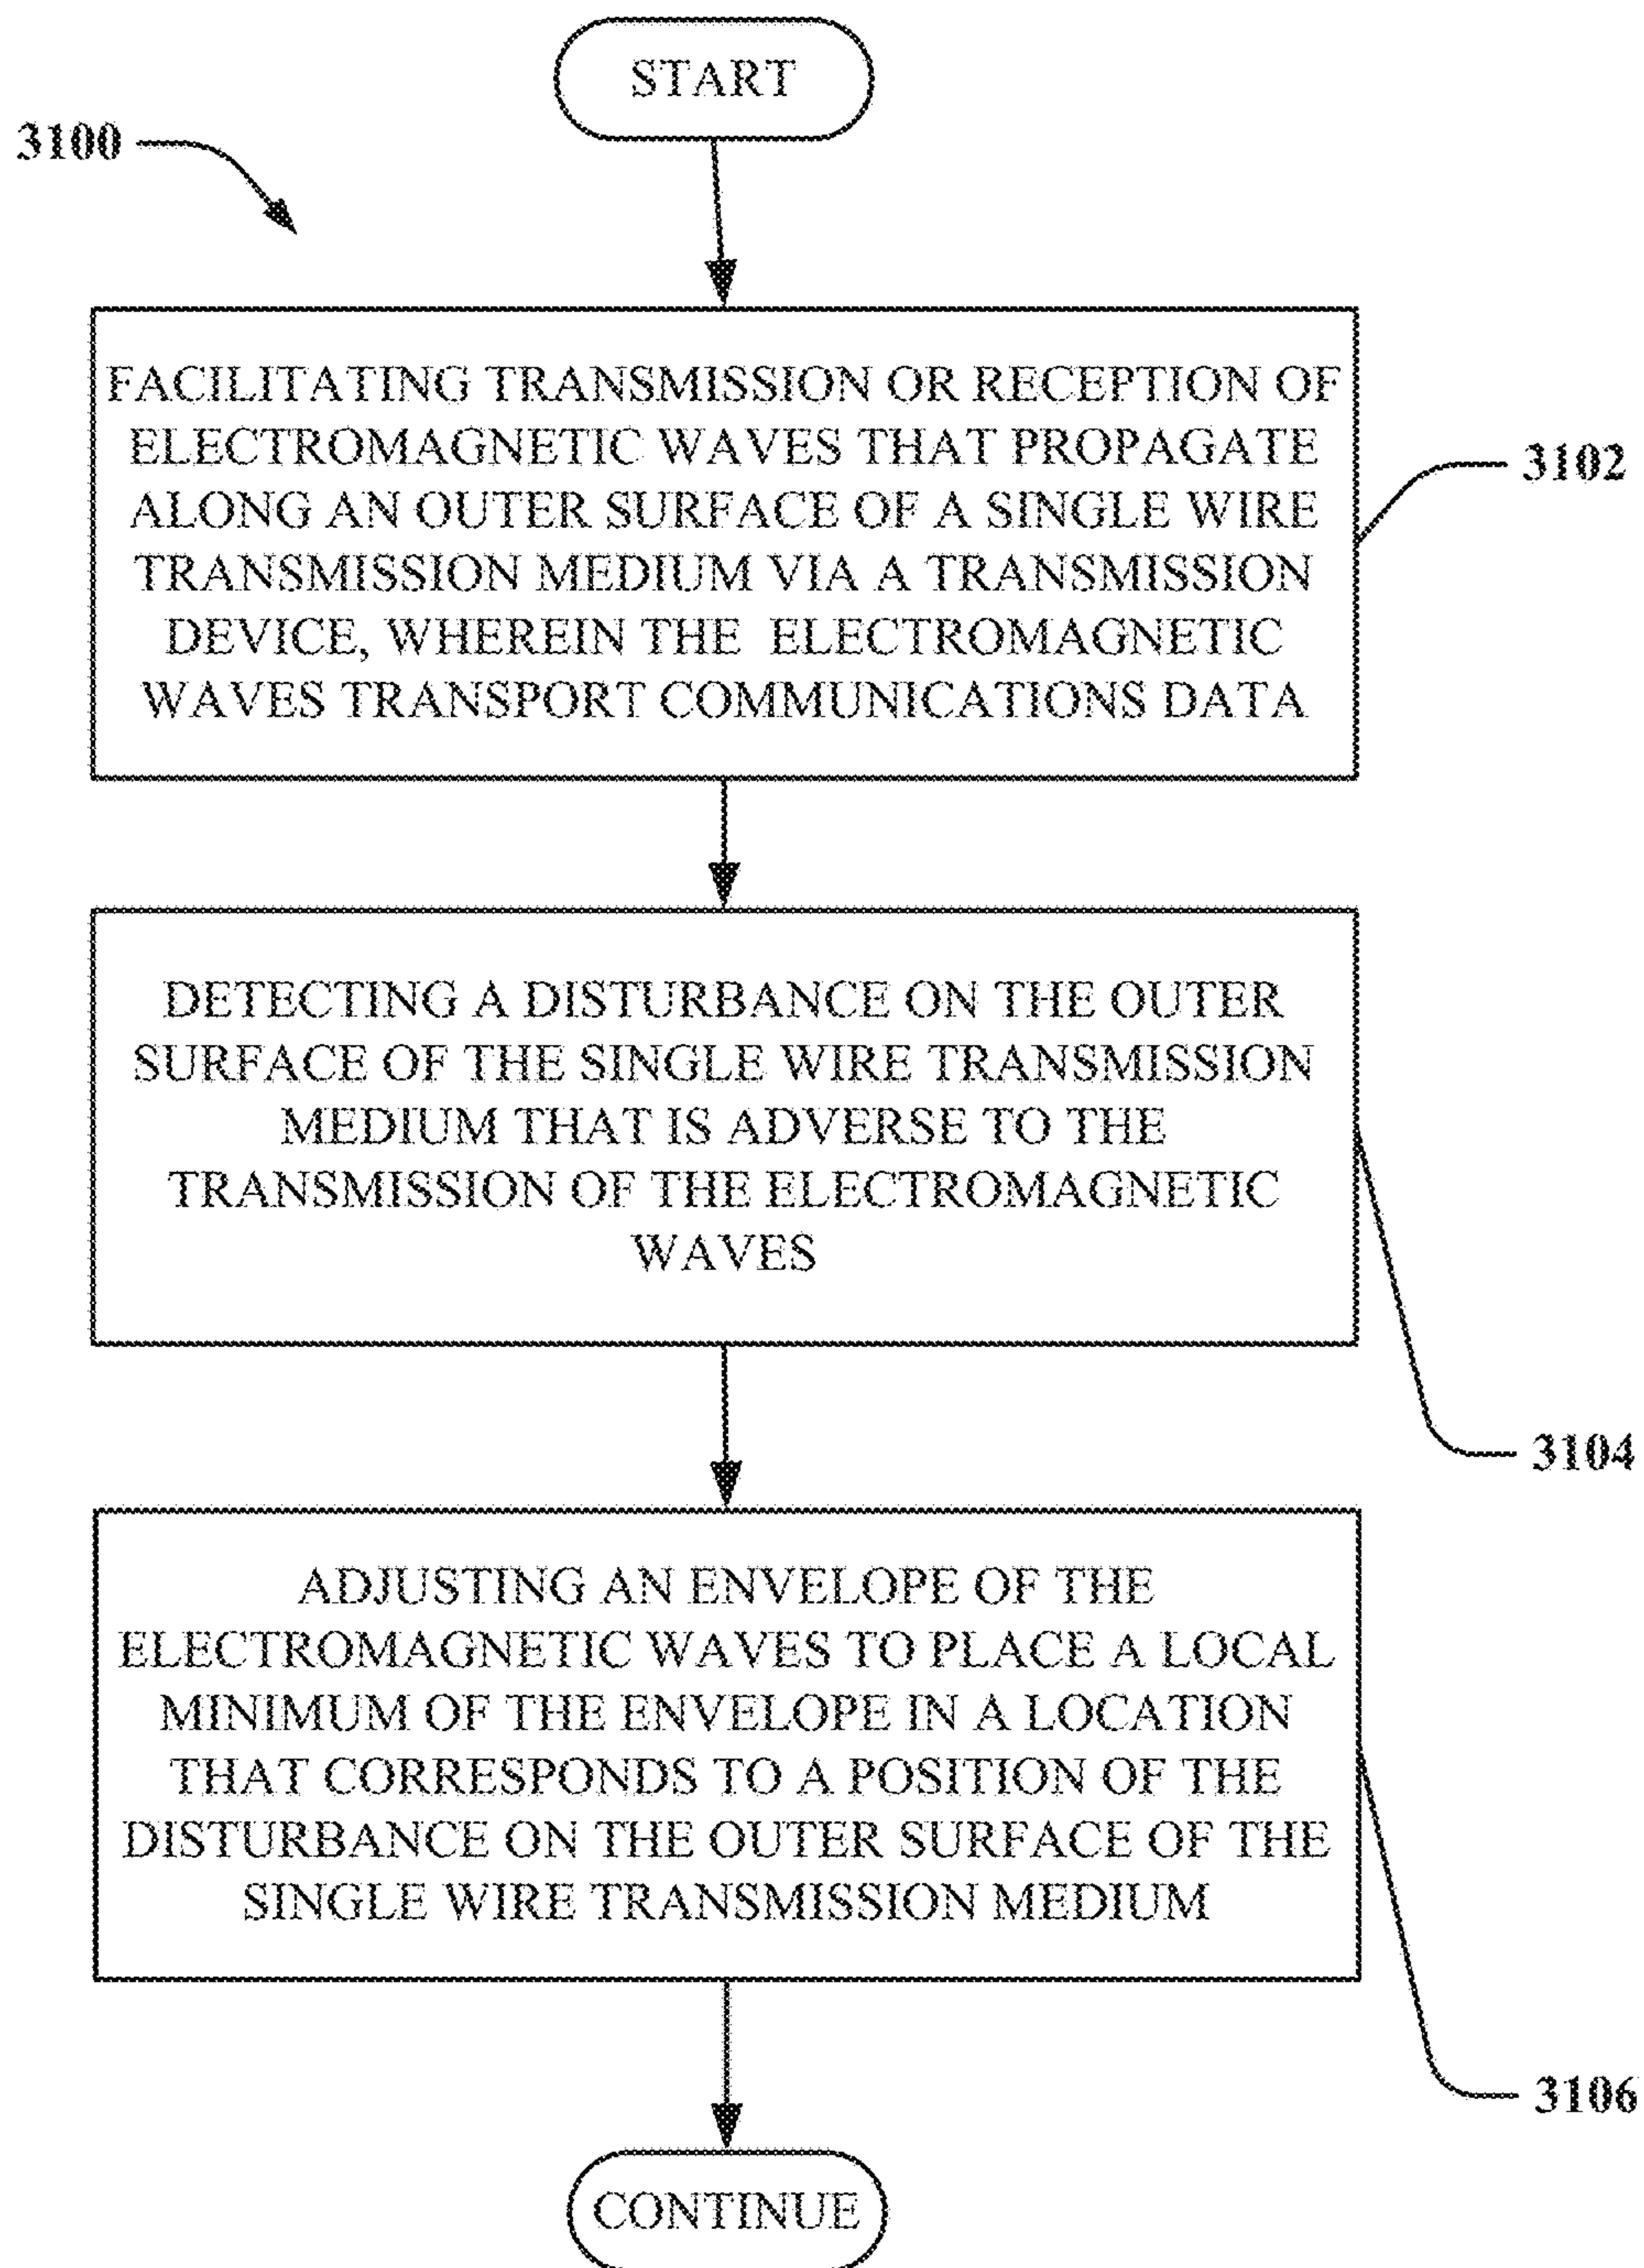 START
3100
FACILITATING TRANSMISSION OR RECEPTION OF
ELECTROMAGNETIC WAVES THAT PROPAGATE
ALONG AN OUTER SURFACE OF A SINGLE WIRE
TRANSMISSION MEDIUM VIA A TRANSMISSION
DEVICE, WHEREIN THE ELECTROMAGNETIC
WAVES TRANSPORT COMMUNICATIONS DATA
3102
DETECTING A DISTURBANCE ON THE OUTER
SURFACE OF THE SINGLE WIRE TRANSMISSION
MEDIUM THAT IS ADVERSE TO THE
TRANSMISSION OF THE ELECTROMAGNETIC
WAVES
3104
ADJUSTING AN ENVELOPE OF THE
ELECTROMAGNETIC WAVES TO PLACE A LOCAL
MINIMUM OF THE ENVELOPE IN A LOCATION
THAT CORRESPONDS TO A POSITION OF THE
DISTURBANCE ON THE OUTER SURFACE OF THE
SINGLE WIRE TRANSMISSION MEDIUM
3106
CONTINUE